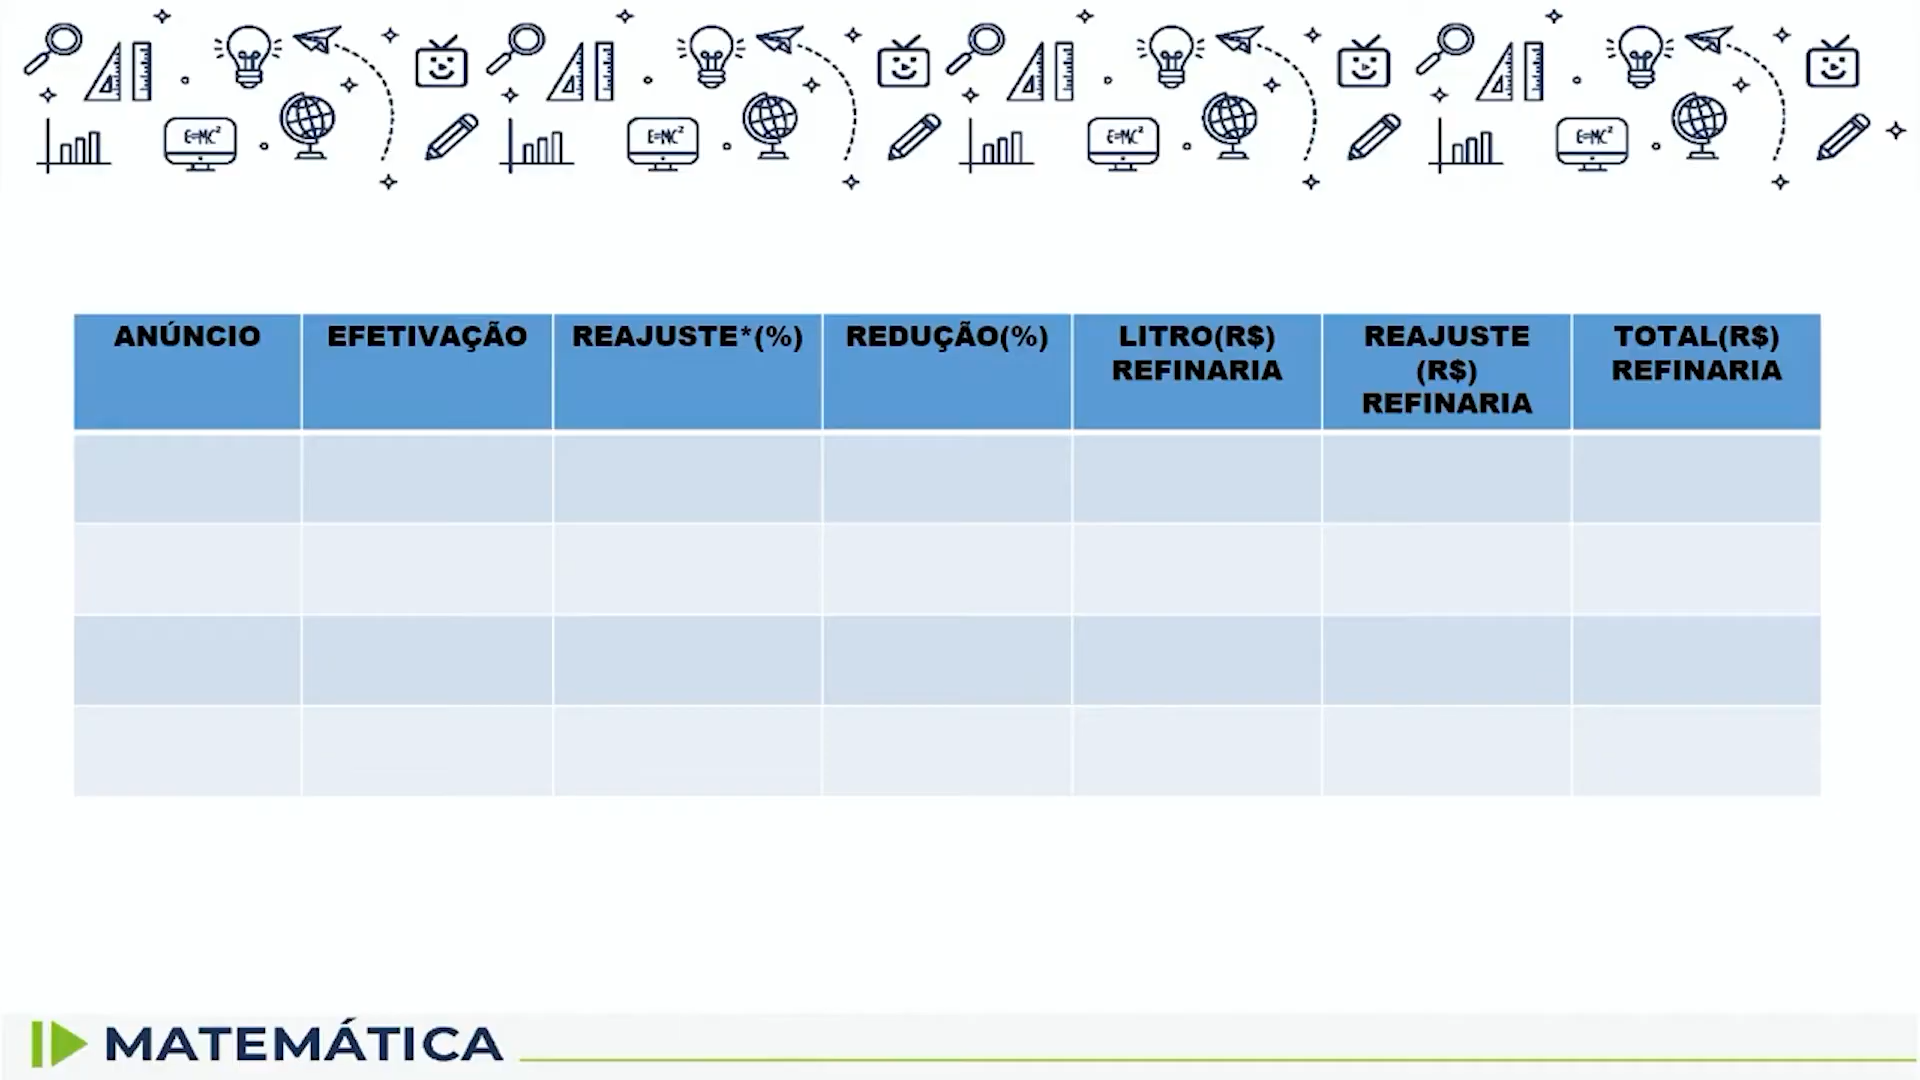 E=MC²
E=MC²
E=MC²
E=MC²
ANÚNCIO
EFETIVAÇÃO
REAJUSTE*(%)
REDUÇÃO(%)
LITRO(R$)
REFINARIA
REAJUSTE
(R$)
REFINARIA
TOTAL(R$)
REFINARIA
MATEMÁTICA